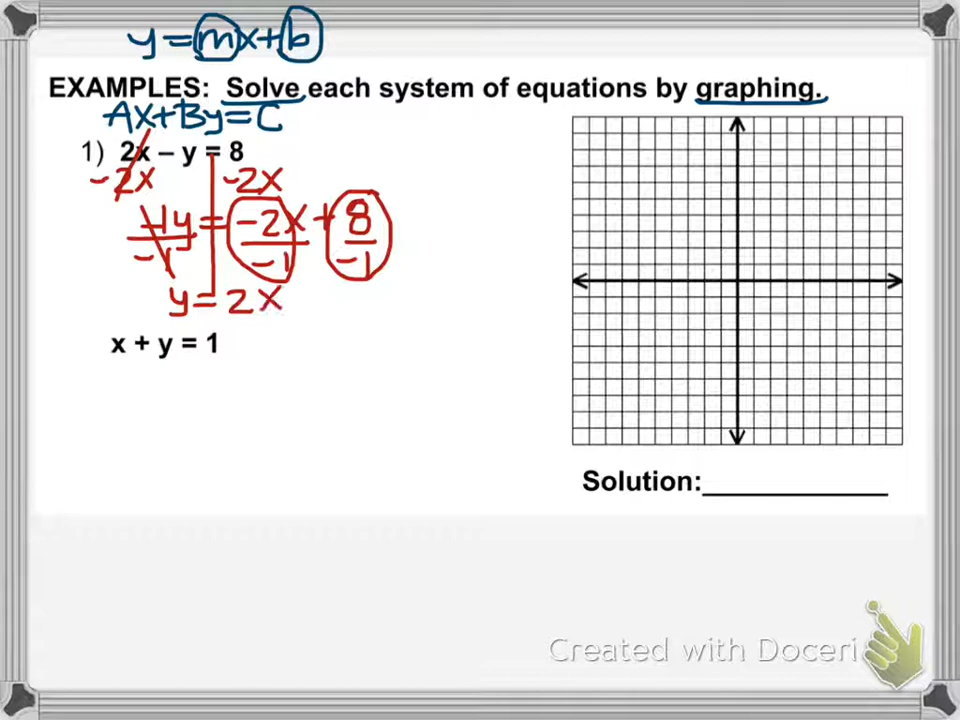 y = mx + b
EXAMPLES: Solve each system of equations by graphing.
Ax + By = C
1) 2x – y = 8
-2x -2x
-1y = -2x + 8
-1 -1 -1
y = 2x
x + y = 1
Solution:____________
Created with Doceri